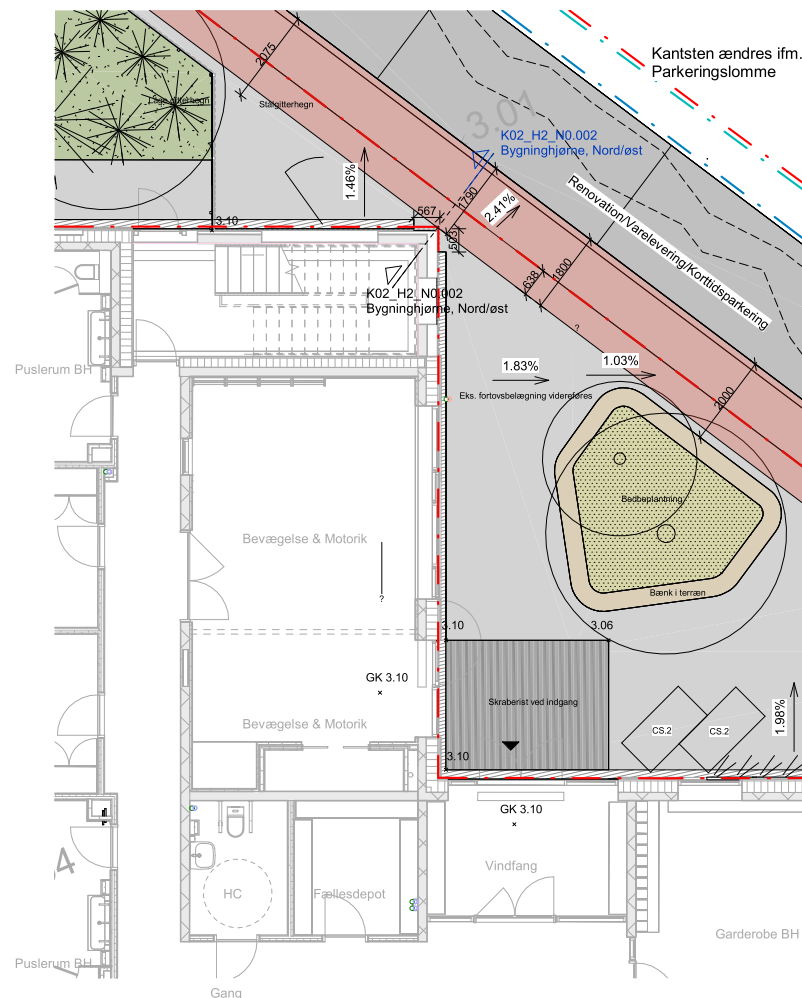 Kantsten ændres ifm.
Parkeringslomme
2075
Stålgitterhegn
3.01
K02_H2_N0.002
Bygninghjørne, Nord/øst
1.46%
1790
2.41%
Renovation/Varelevering/Korttidsparkering
567
3.10
503
638
1800
K02_H2_N0.002
Bygninghjørne, Nord/øst
?
Puslerum BH
1.83%
1.03%
Eks. fortovsbelægning videreføres
2000
Bedbeplantning
Bevægelse & Motorik
?
Bænk i terræn
3.10
3.06
GK 3.10
Skraberist ved indgang
CS.2
CS.2
1.98%
Bevægelse & Motorik
3.10
GK 3.10
Vindfang
HC
Fællesdepot
Garderobe BH
Puslerum BH
Gang